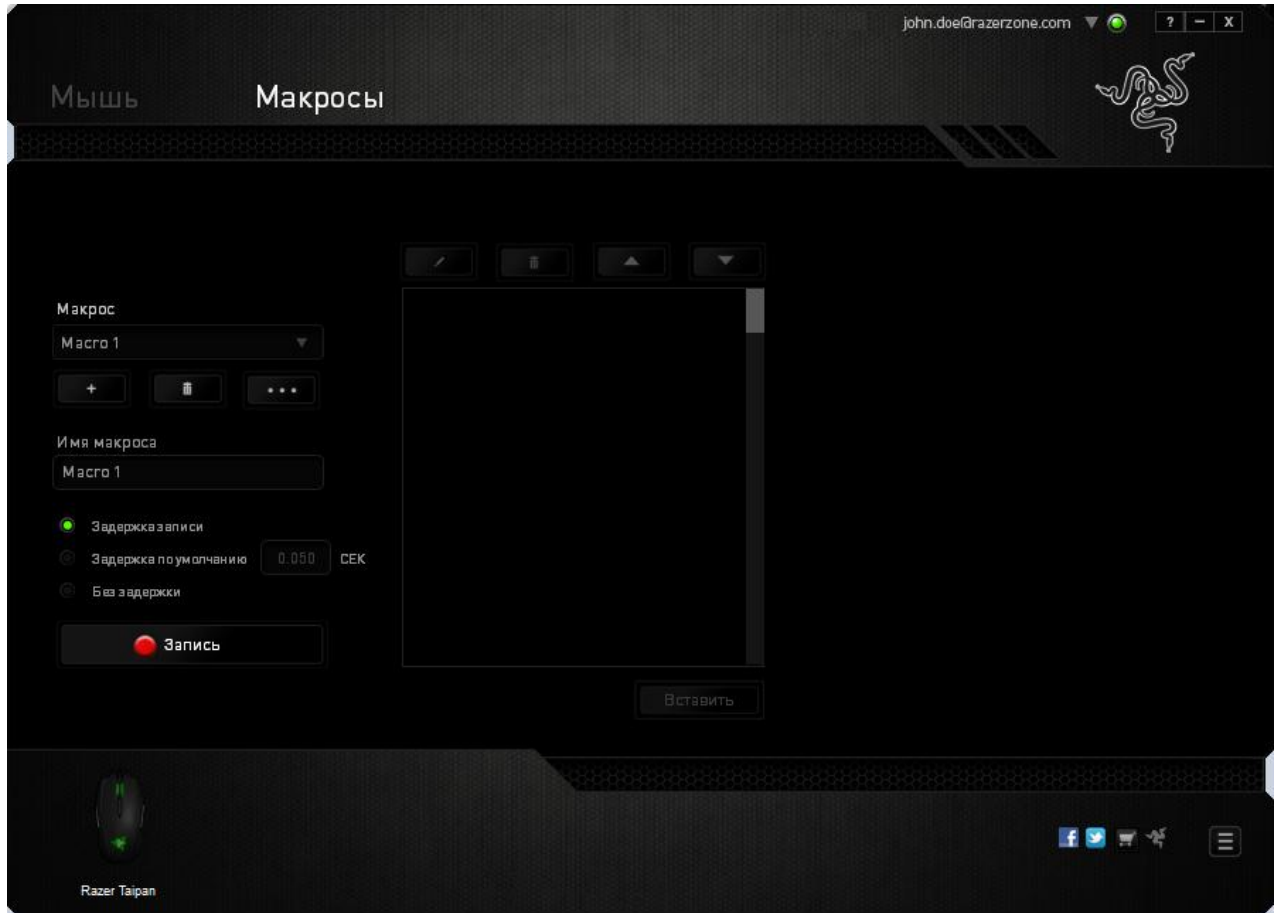 john.doe@razerzone.com
? – X
Мышь Макросы
Макрос
Macro 1
Имя макроса
Macro 1
Задержка записи
Задержка по умолчанию 0.050 СЕК
Без задержки
Запись
Вставить
Razer Taipan